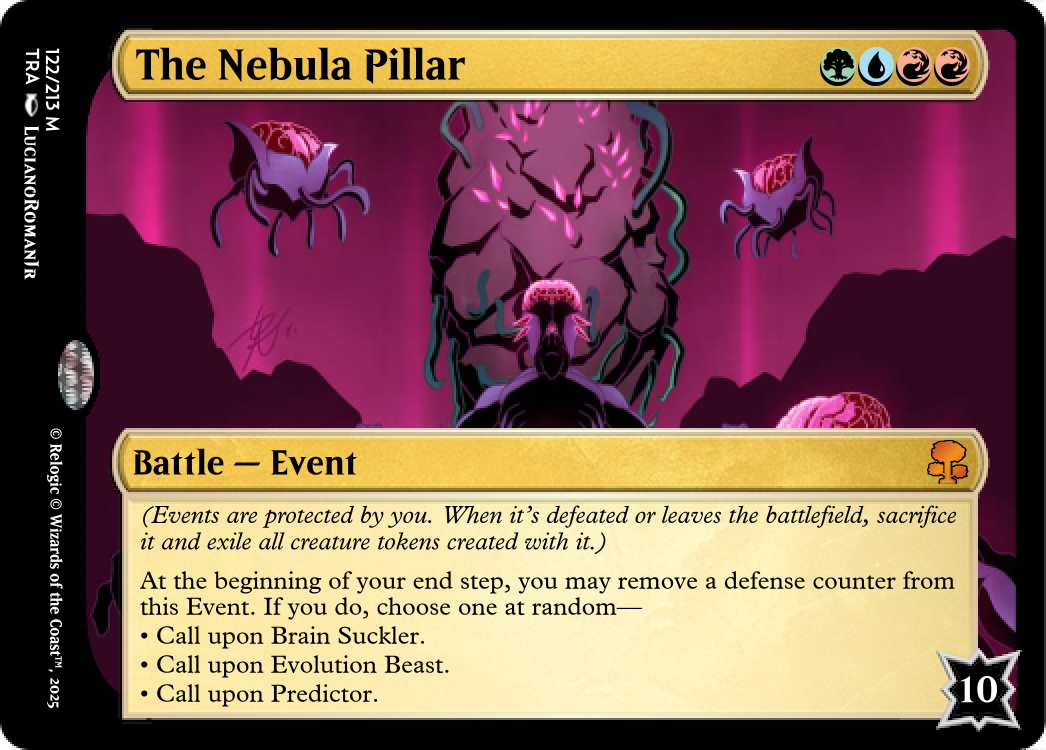 The Nebula Pillar
Battle — Event
(Events are protected by you. When it's defeated or leaves the battlefield, sacrifice
it and exile all creature tokens created with it.)
At the beginning of your end step, you may remove a defense counter from
this Event. If you do, choose one at random—
• Call upon Brain Suckler.
• Call upon Evolution Beast.
• Call upon Predictor.
10
122/213 M
TRA LucianoRomanJr
© Relogic © Wizards of the Coast™, 2025